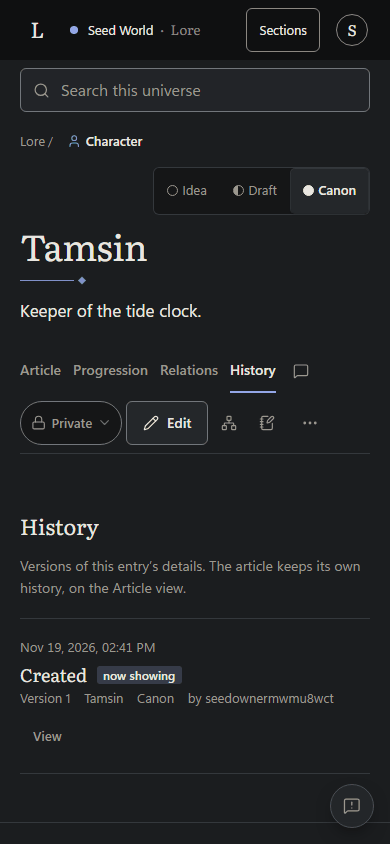 L Seed World · Lore Sections S
Search this universe
Lore / Character
Idea Draft Canon
Tamsin
Keeper of the tide clock.
Article Progression Relations History
Private Edit
History
Versions of this entry's details. The article keeps its own
history, on the Article view.
Nov 19, 2026, 02:41 PM
Created now showing
Version 1 Tamsin Canon by seedownermwmu8wct
View